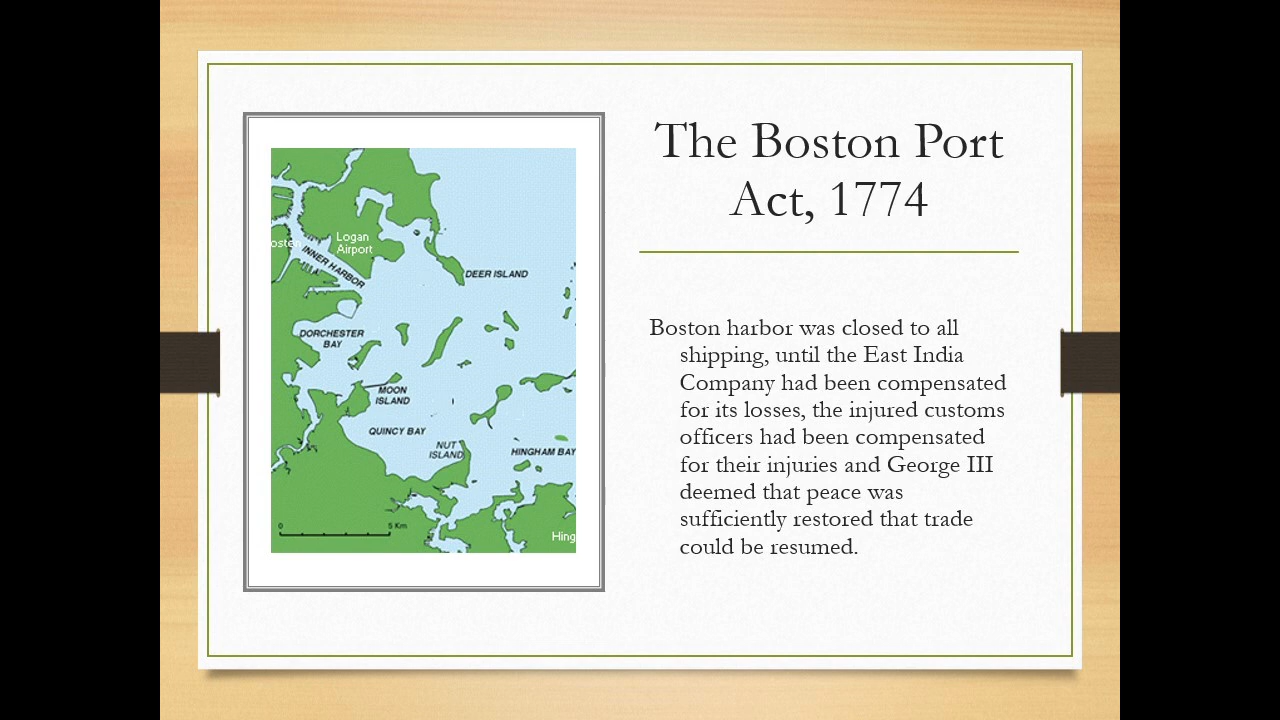 The Boston Port
Act, 1774
Boston harbor was closed to all
shipping, until the East India
Company had been compensated
for its losses, the injured customs
officers had been compensated
for their injuries and George III
deemed that peace was
sufficiently restored that trade
could be resumed.
Logan
Airport
oston
INNER HARBOR
DEER ISLAND
DORCHESTER
BAY
MOON
ISLAND
QUINCY BAY
NUT
ISLAND
HINGHAM BAY
0 5 Km
Hing